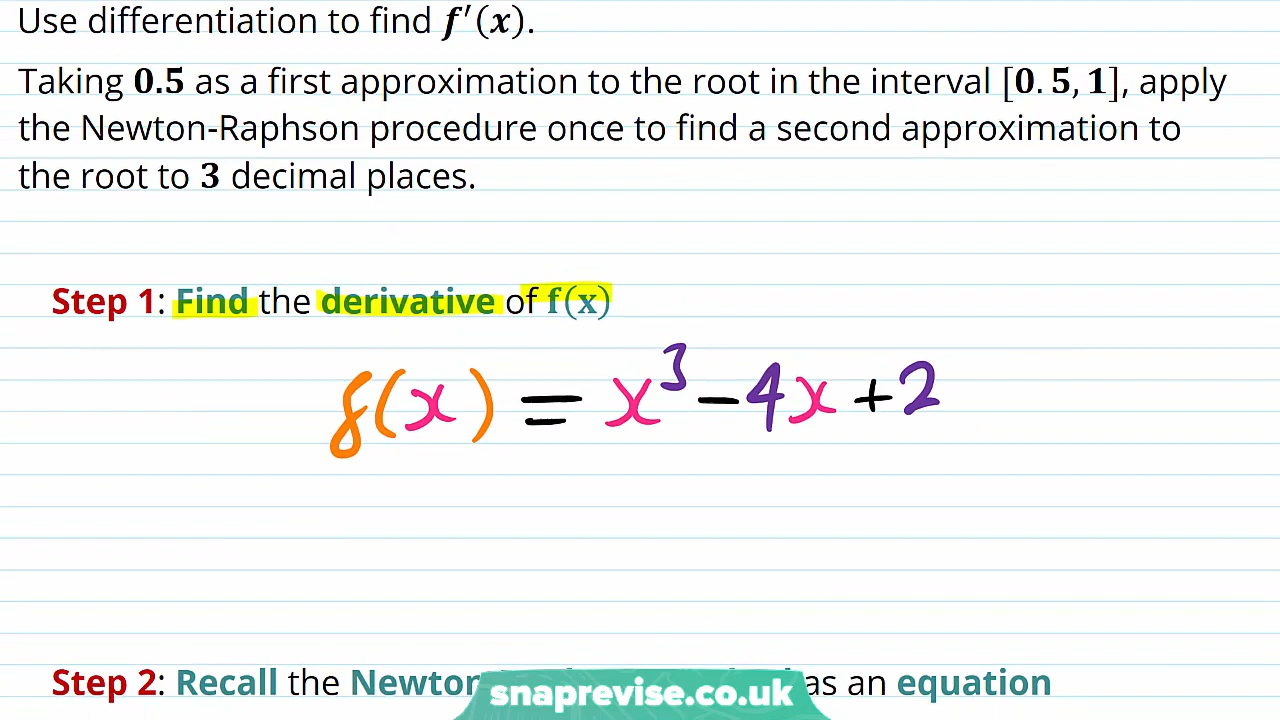 Use differentiation to find f′(x).
Taking 0.5 as a first approximation to the root in the interval [0.5, 1], apply
the Newton-Raphson procedure once to find a second approximation to
the root to 3 decimal places.
Step 1: Find the derivative of f(x)
f(x) = x³ - 4x + 2
Step 2: Recall the as an equation
snaprevise.co.uk